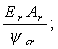 E_r A_r
ψ_cr ;